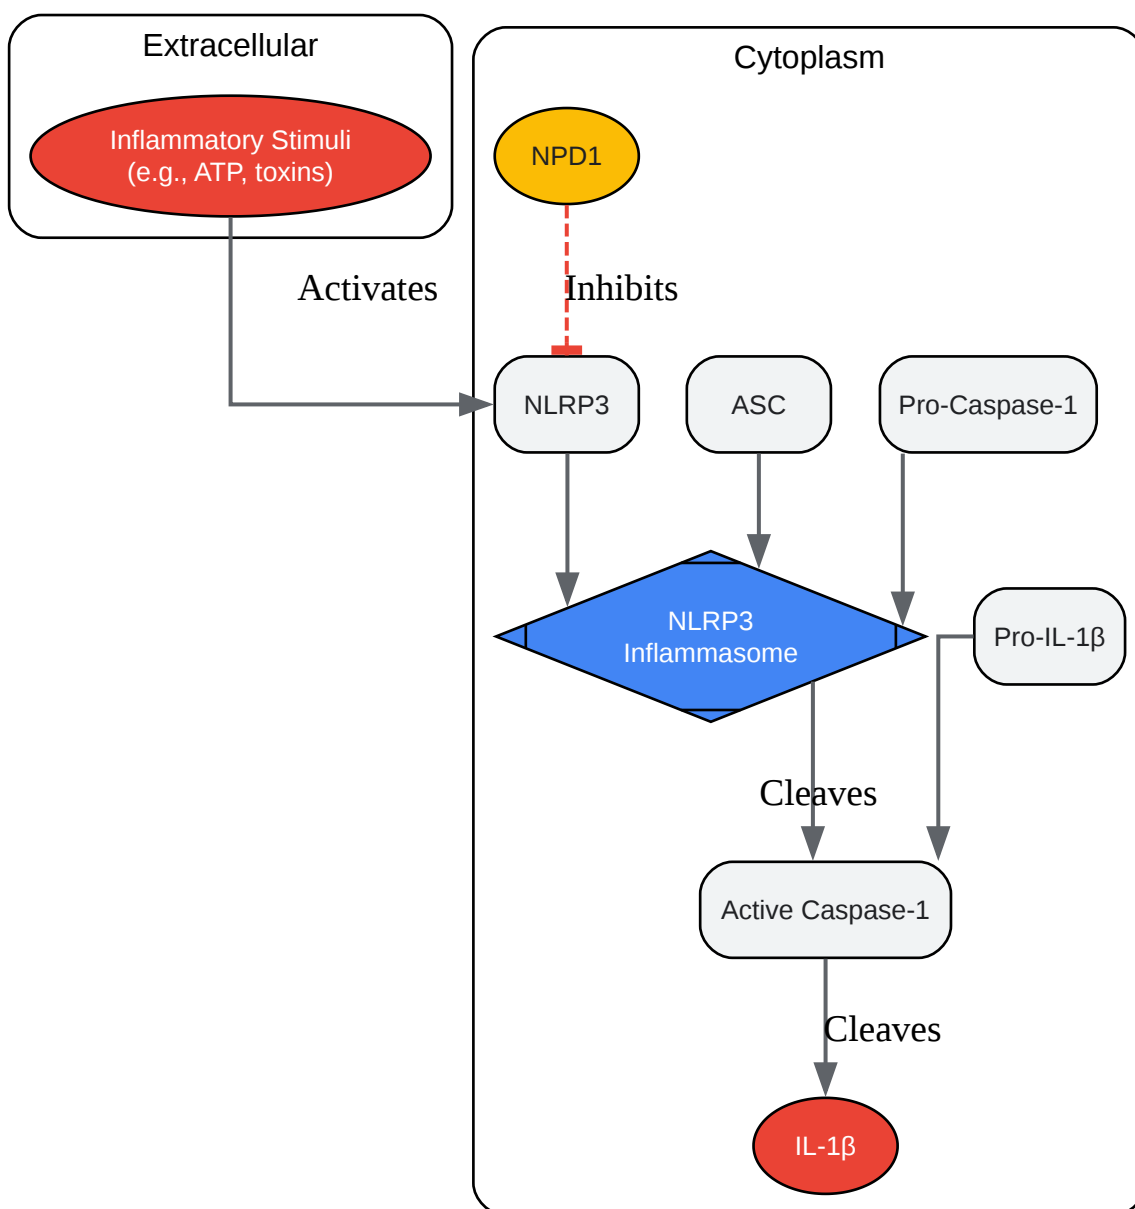 Extracellular
Cytoplasm
Inflammatory Stimuli
(e.g., ATP, toxins)
NPD1
Activates
Inhibits
NLRP3
ASC
Pro-Caspase-1
NLRP3
Inflammasome
Pro-IL-1β
Cleaves
Active Caspase-1
Cleaves
IL-1β